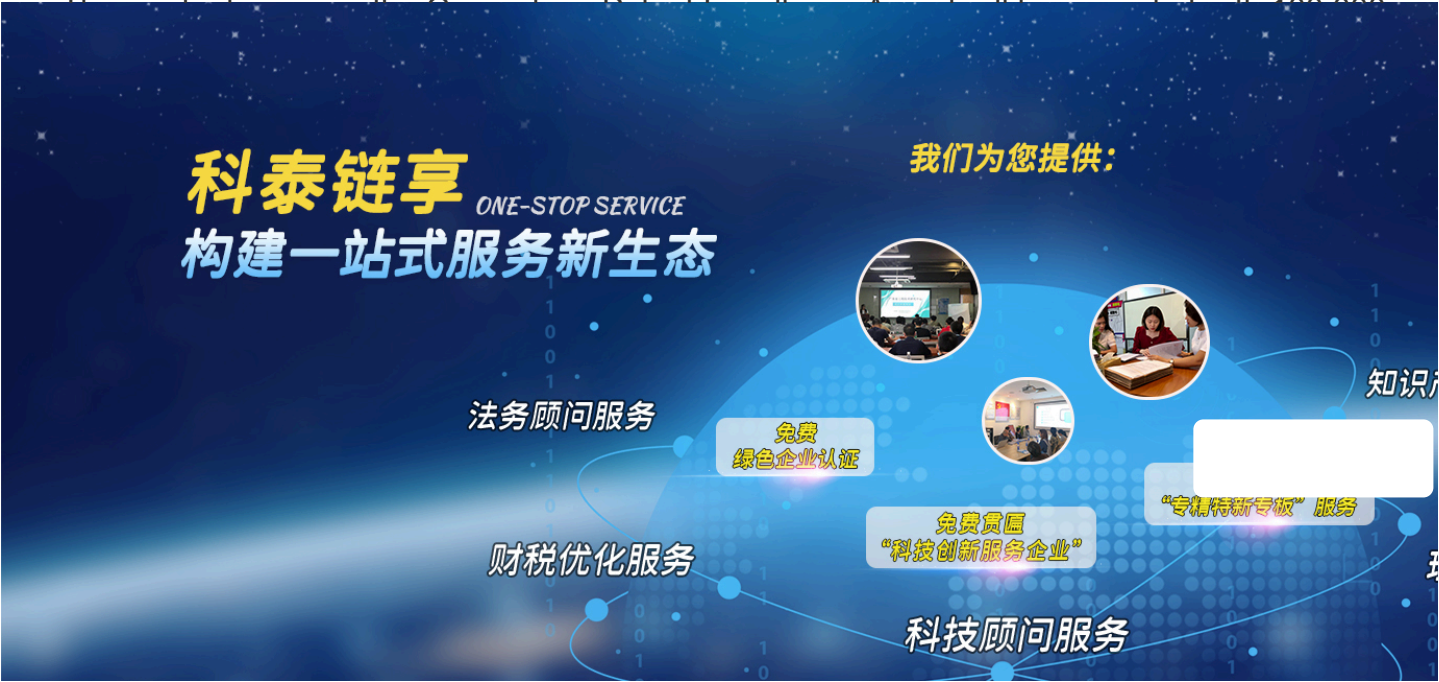 科泰链享
ONE-STOP SERVICE
构建一站式服务新生态
我们为您提供：
法务顾问服务
免费
绿色企业认证
知识
“专精特新专板”服务
免费贯匾
“科技创新服务企业”
财税优化服务
科技顾问服务